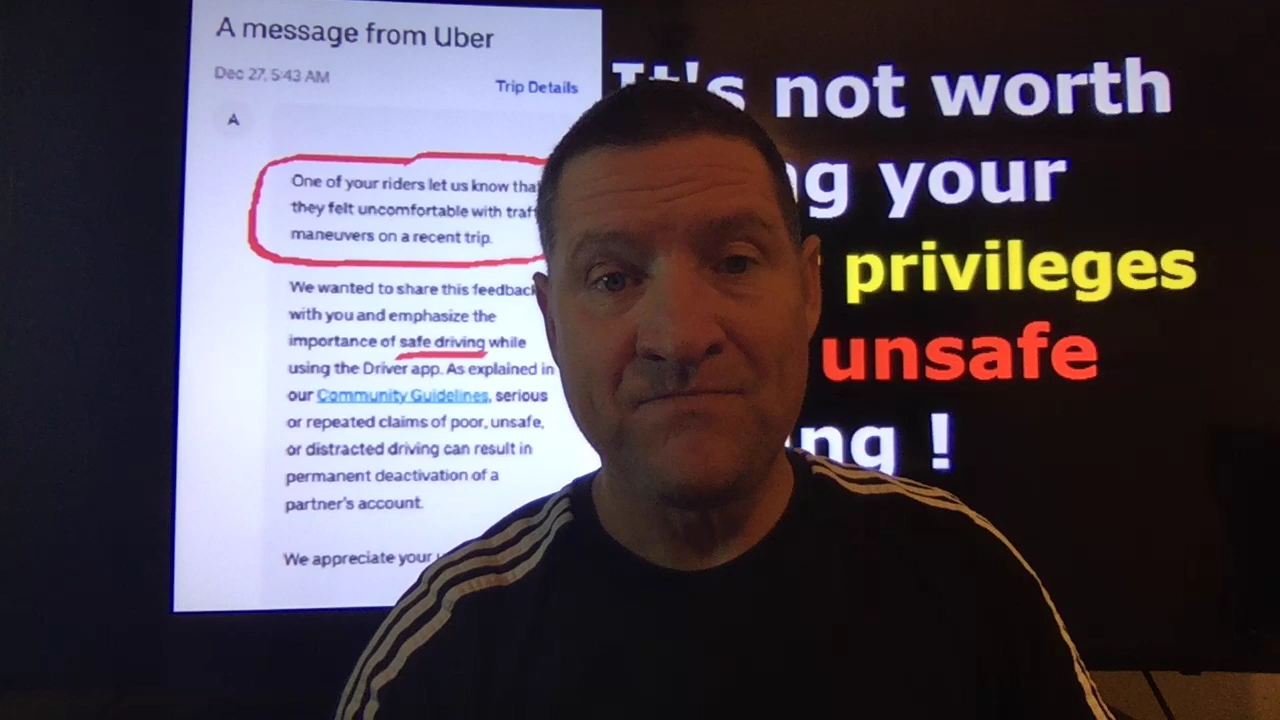 A message from Uber
Dec 27, 5:43 AM
Trip Details
A
One of your riders let us know
they felt uncomfortable with
maneuvers on a recent trip.
We wanted to share this feedback
with you and emphasize the
importance of safe driving while
using the Driver app. As explained in
our Community Guidelines, serious
or repeated claims of poor, unsafe,
or distracted driving can result in
permanent deactivation of a
partner's account.
We appreciate your
It's not worth
your
privileges
unsafe
!